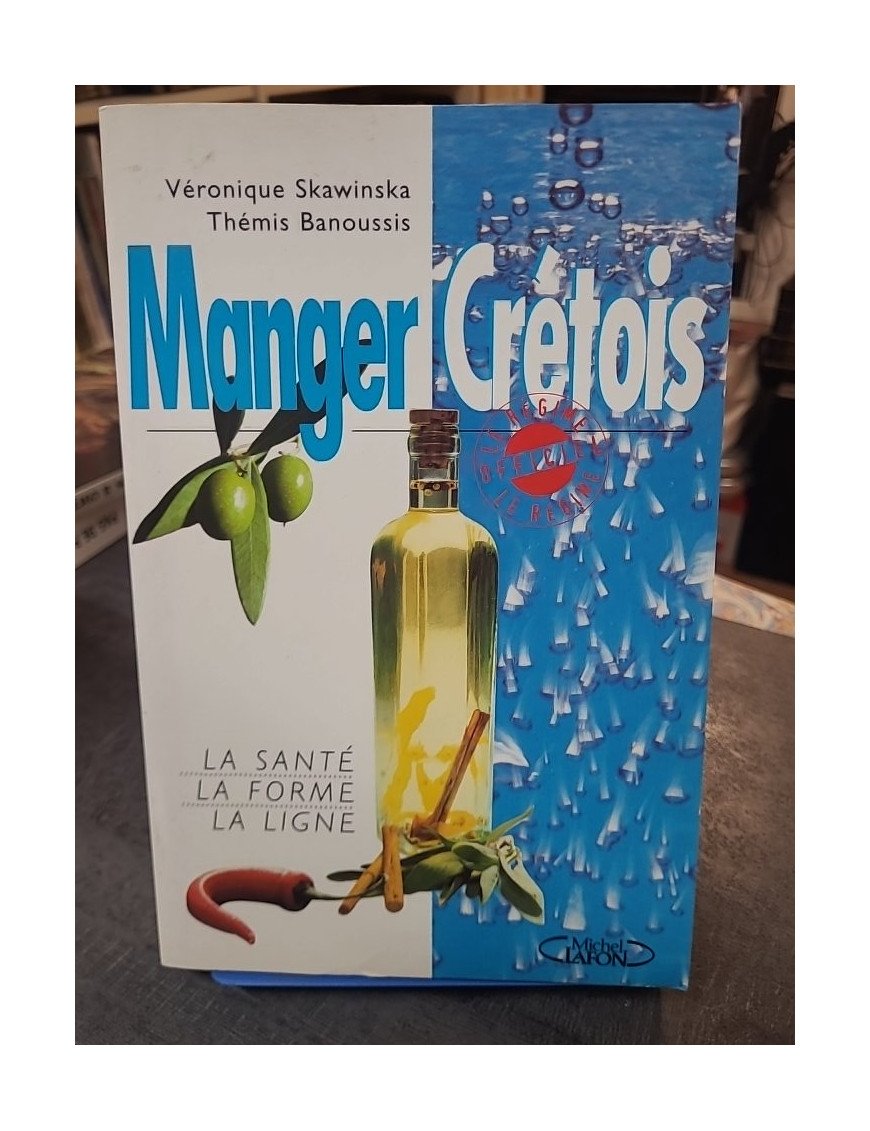 Véronique Skawinska
Thémis Banoussis
Manger Crétois
LE RÉGIME
OFFICIEL
LE RÉGIME
LA SANTÉ
LA FORME
LA LIGNE
Michel
LAFON